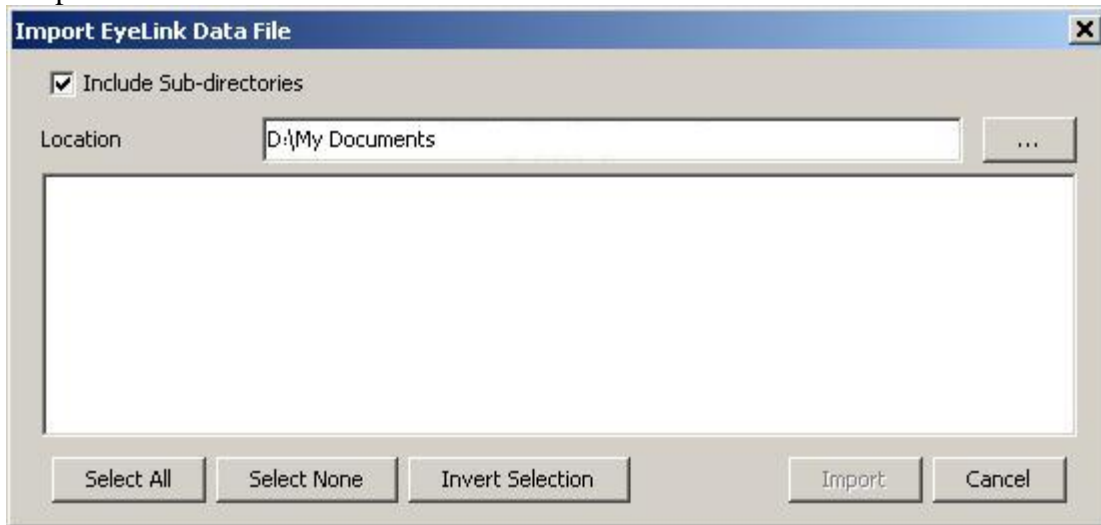 Import EyeLink Data File
Include Sub-directories
Location D:\My Documents ...
Select All Select None Invert Selection Import Cancel